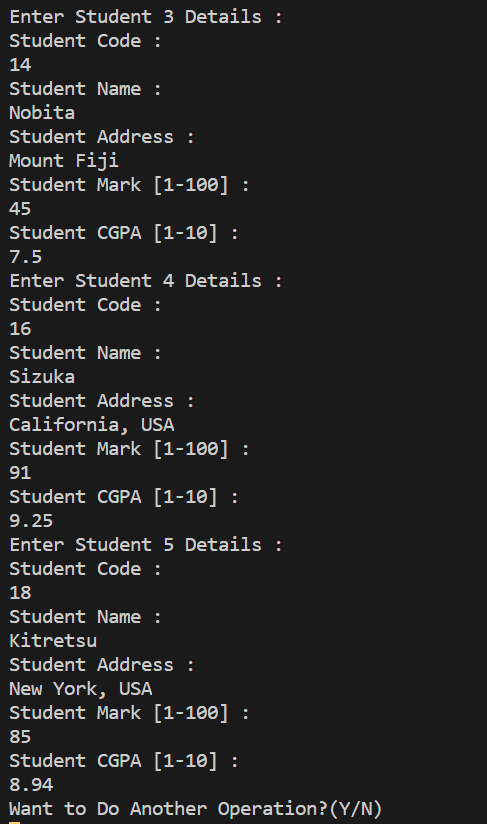 Enter Student 3 Details :
Student Code :
14
Student Name :
Nobita
Student Address :
Mount Fiji
Student Mark [1-100] :
45
Student CGPA [1-10] :
7.5
Enter Student 4 Details :
Student Code :
16
Student Name :
Sizuka
Student Address :
California, USA
Student Mark [1-100] :
91
Student CGPA [1-10] :
9.25
Enter Student 5 Details :
Student Code :
18
Student Name :
Kitretsu
Student Address :
New York, USA
Student Mark [1-100] :
85
Student CGPA [1-10] :
8.94
Want to Do Another Operation?(Y/N)